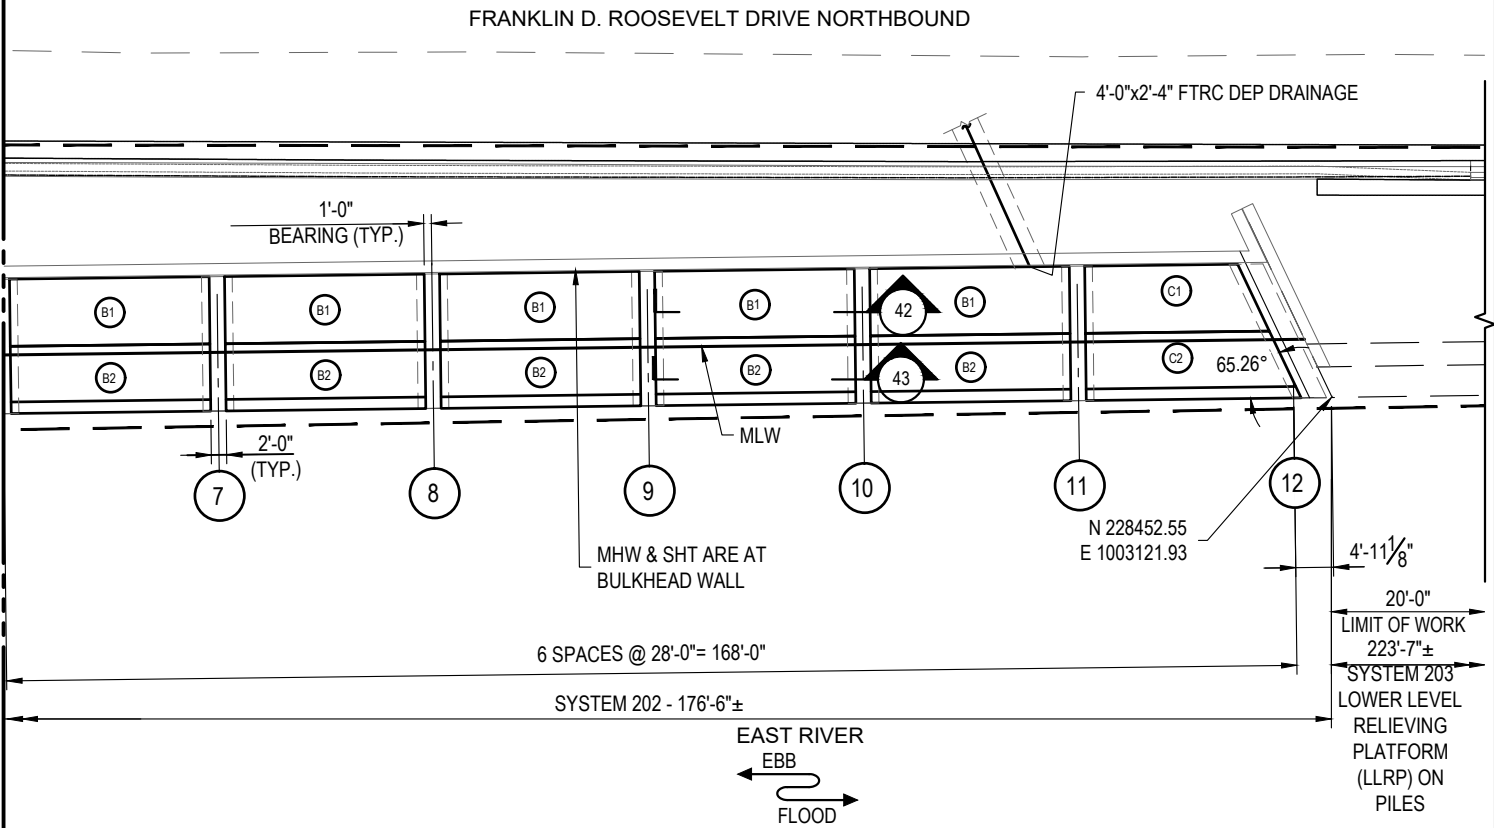 FRANKLIN D. ROOSEVELT DRIVE NORTHBOUND
4'-0"x2'-4" FTRC DEP DRAINAGE
1'-0"
BEARING (TYP.)
B1
B1
B1
B1
42
B1
C1
B2
B2
B2
B2
43
B2
C2
65.26°
MLW
2'-0"
(TYP.)
7
8
9
10
11
12
N 228452.55
E 1003121.93
MHW & SHT ARE AT
BULKHEAD WALL
4'-11 1/8"
20'-0"
LIMIT OF WORK
6 SPACES @ 28'-0"= 168'-0"
223'-7"±
SYSTEM 203
LOWER LEVEL
RELIEVING
PLATFORM
(LLRP) ON
PILES
SYSTEM 202 - 176'-6"±
EAST RIVER
EBB
FLOOD